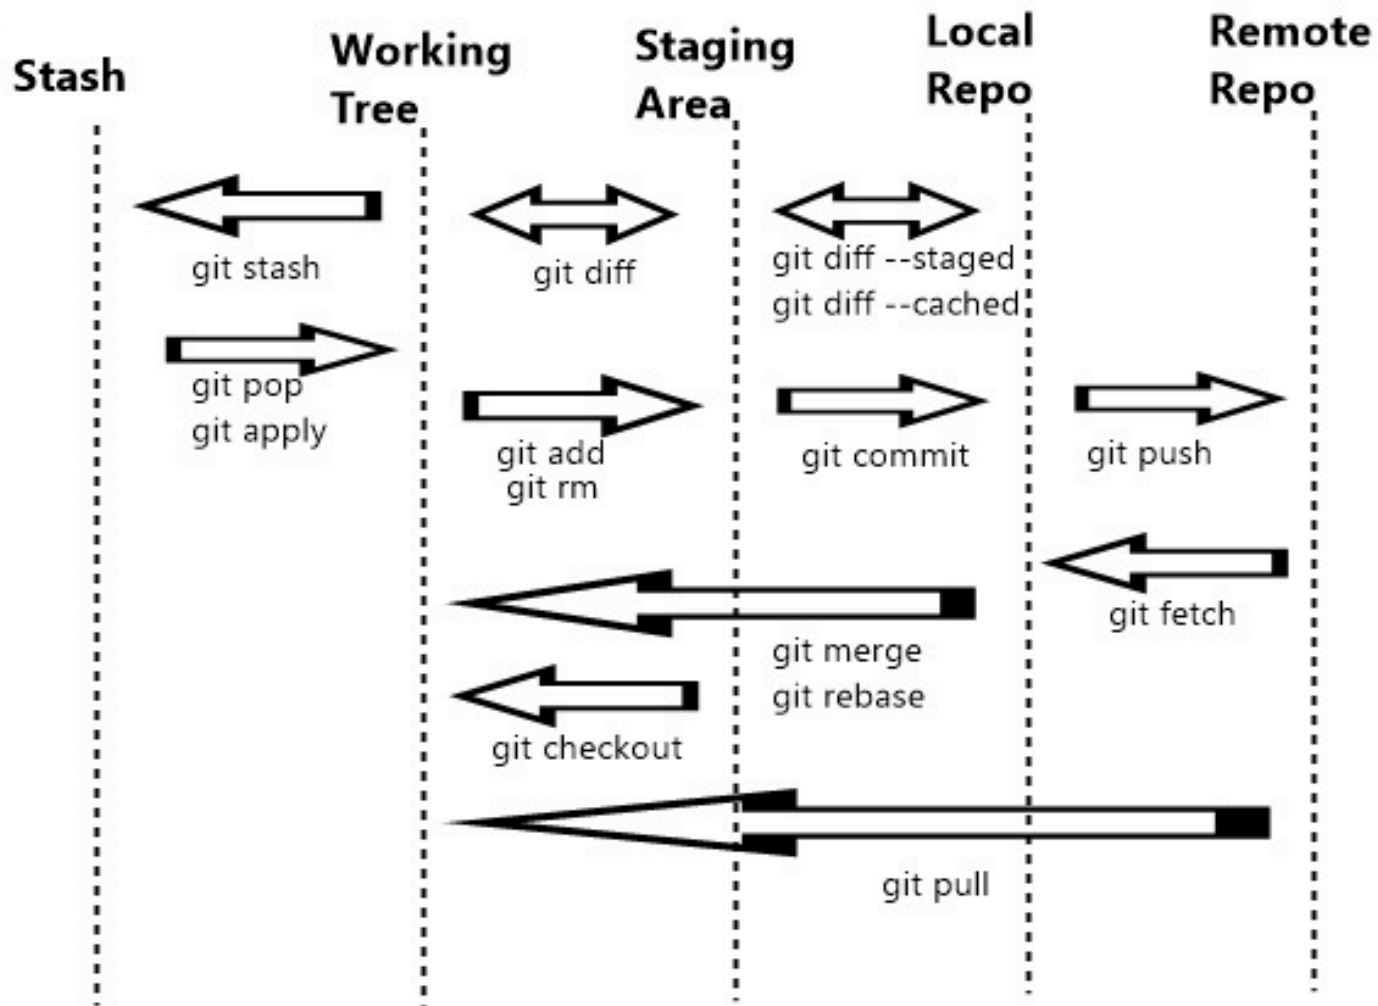 Stash
Working
Tree
Staging
Area
Local
Repo
Remote
Repo
git stash
git diff
git diff --staged
git diff --cached
git pop
git apply
git add
git rm
git commit
git push
git fetch
git merge
git rebase
git checkout
git pull